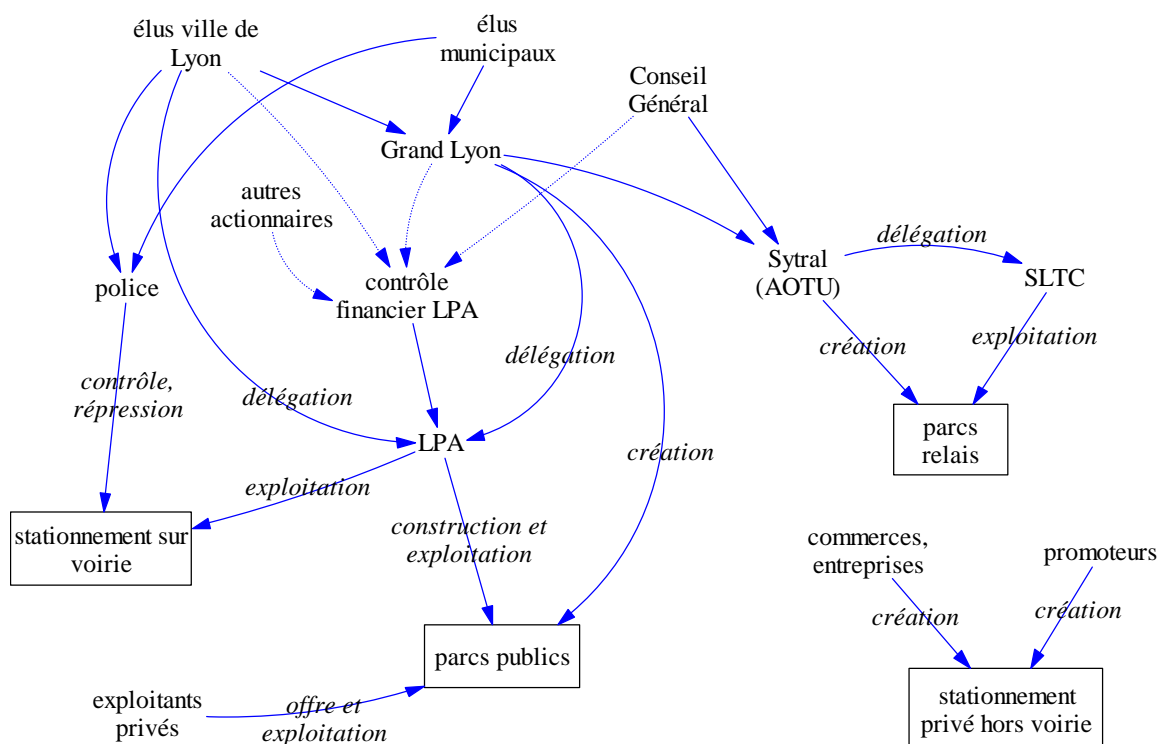 élus ville de
Lyon
élus
municipaux
Conseil
Général
Grand Lyon
autres
actionnaires
police
contrôle
financier LPA
Sytral
(AOTU)
délégation
SLTC
contrôle,
répression
délégation
délégation
création
exploitation
LPA
parcs
relais
exploitation
création
stationnement sur
voirie
construction et
exploitation
commerces,
entreprises
promoteurs
création
création
parcs publics
exploitants
privés
offre et
exploitation
stationnement
privé hors voirie